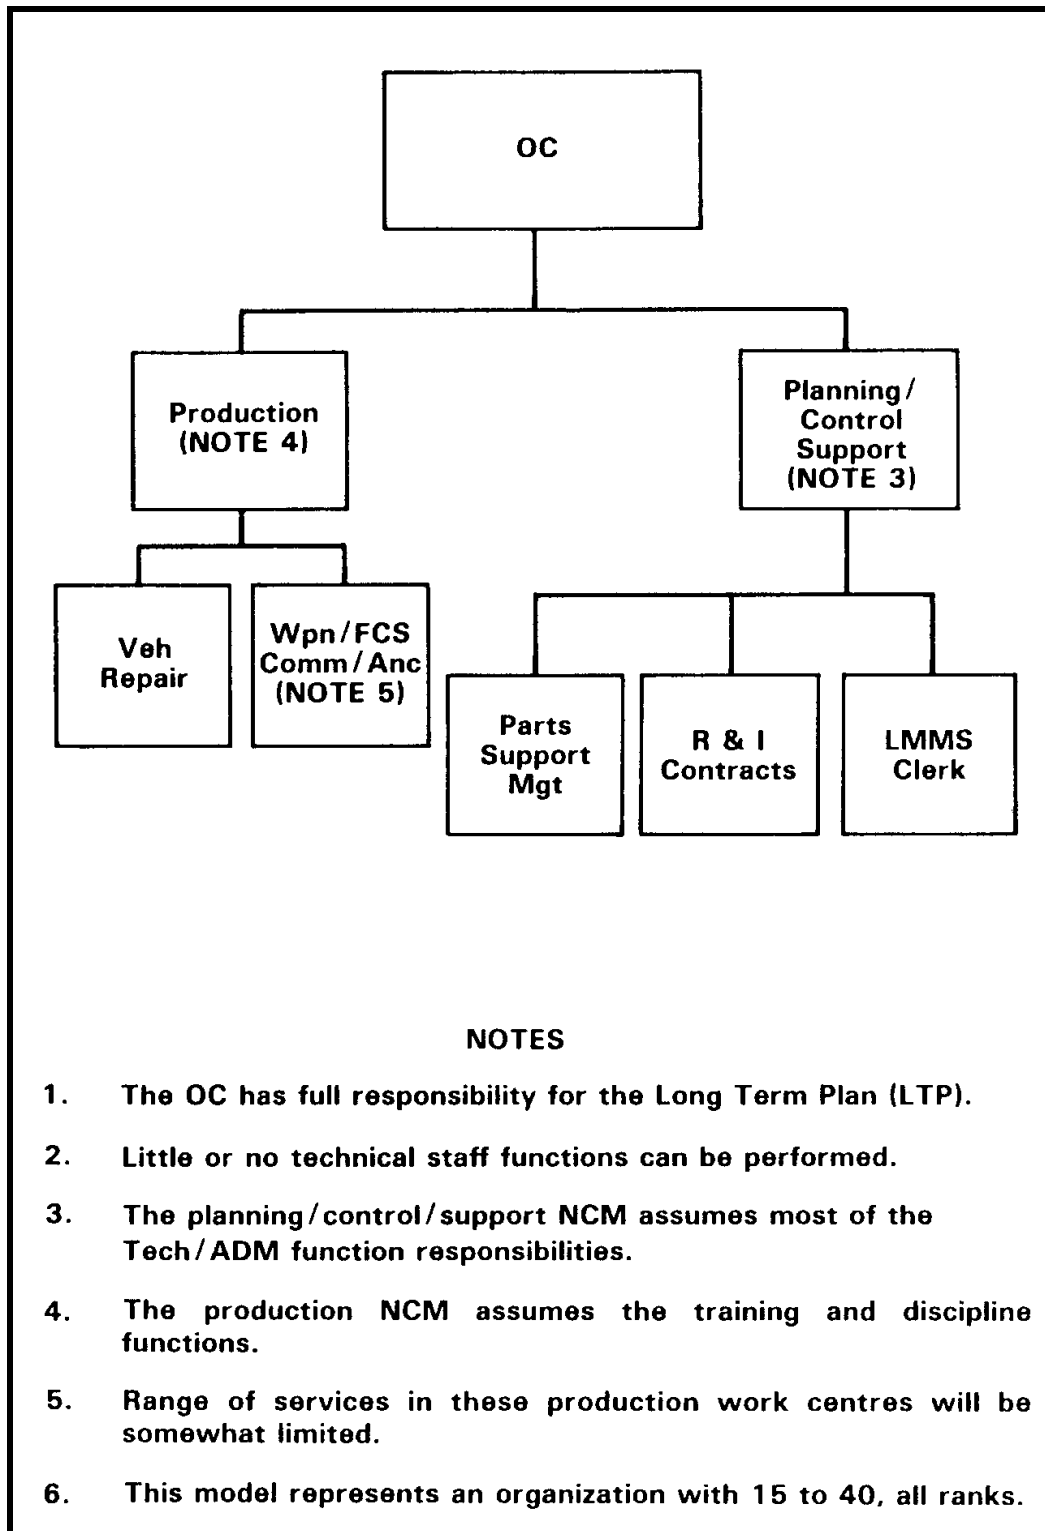 OC
Production
(NOTE 4)
Planning/
Control
Support
(NOTE 3)
Veh
Repair
Wpn/FCS
Comm/Anc
(NOTE 5)
Parts
Support
Mgt
R & I
Contracts
LMMS
Clerk
NOTES
1. The OC has full responsibility for the Long Term Plan (LTP).
2. Little or no technical staff functions can be performed.
3. The planning/control/support NCM assumes most of the
Tech/ADM function responsibilities.
4. The production NCM assumes the training and discipline
functions.
5. Range of services in these production work centres will be
somewhat limited.
6. This model represents an organization with 15 to 40, all ranks.